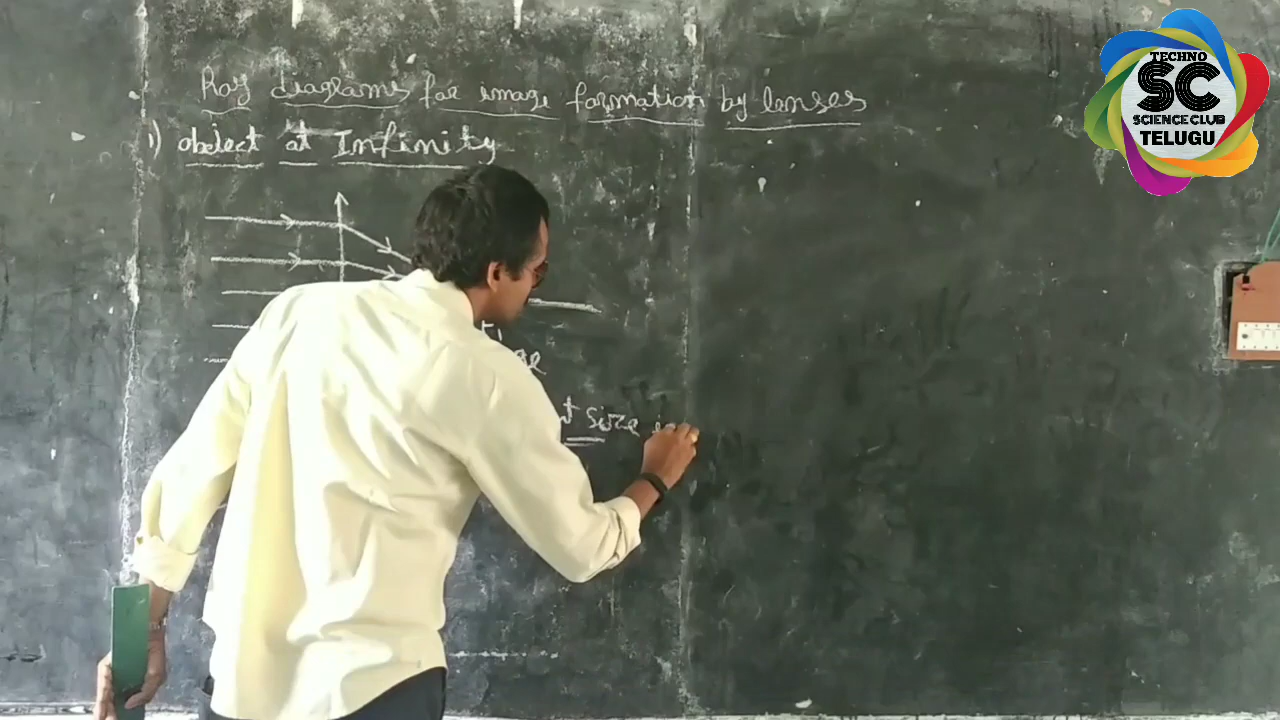 Ray diagrams for image formation by lenses
1) object at Infinity
size
TECHNO
SC
SCIENCE CLUB
TELUGU